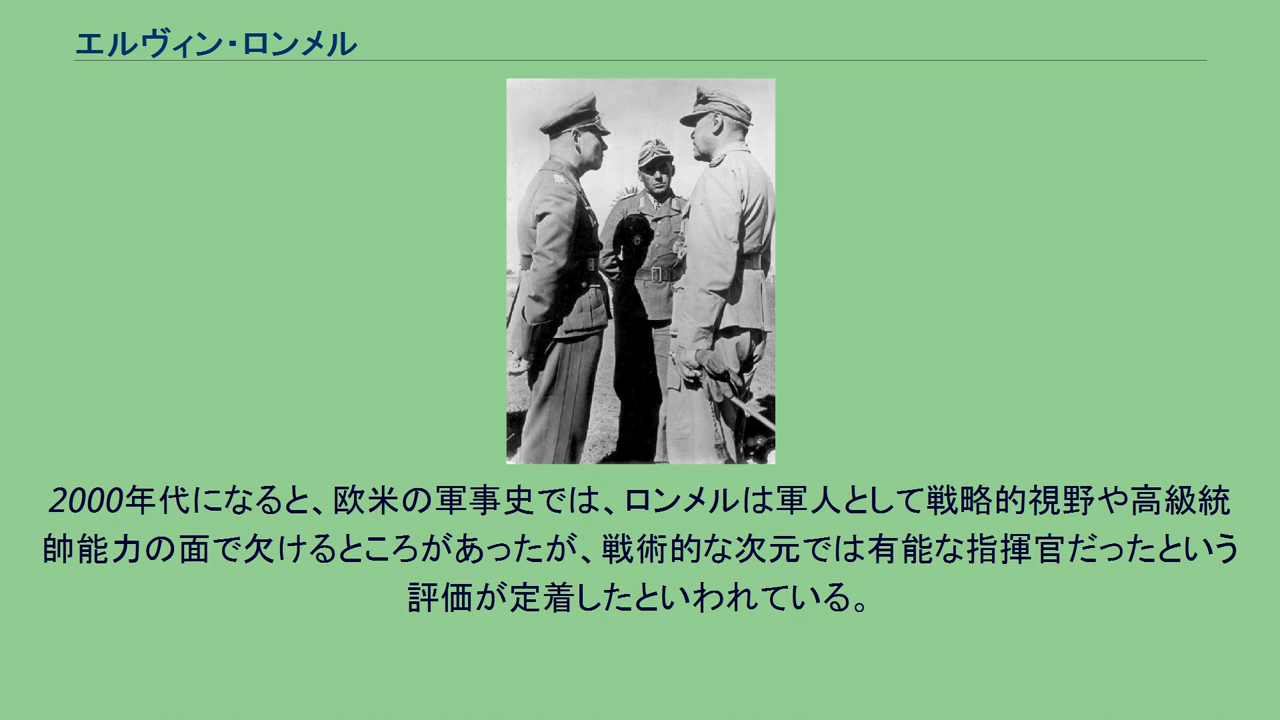 エルヴィン・ロンメル
2000年代になると、欧米の軍事史では、ロンメルは軍人として戦略的視野や高級統
帥能力の面で欠けるところがあったが、戦術的な次元では有能な指揮官だったという
評価が定着したといわれている。